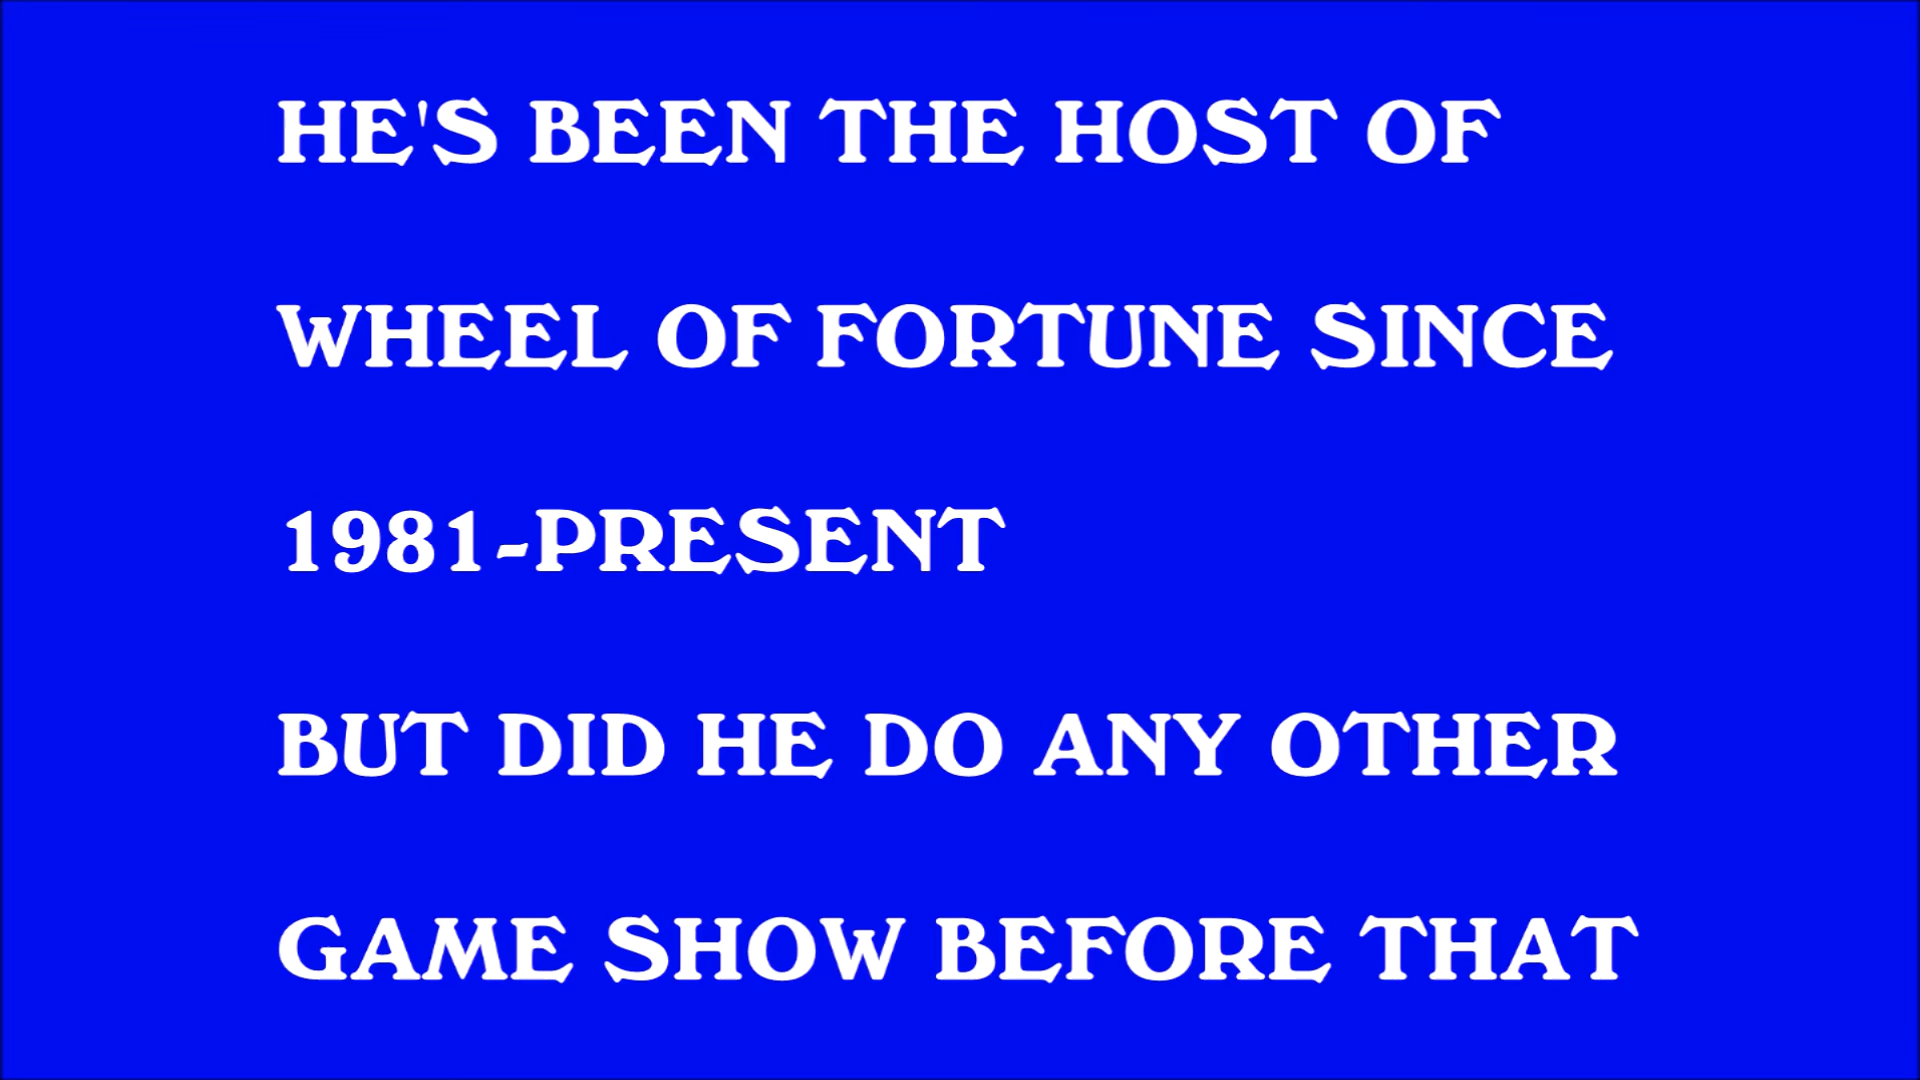 HE'S BEEN THE HOST OF
WHEEL OF FORTUNE SINCE
1981-PRESENT
BUT DID HE DO ANY OTHER
GAME SHOW BEFORE THAT